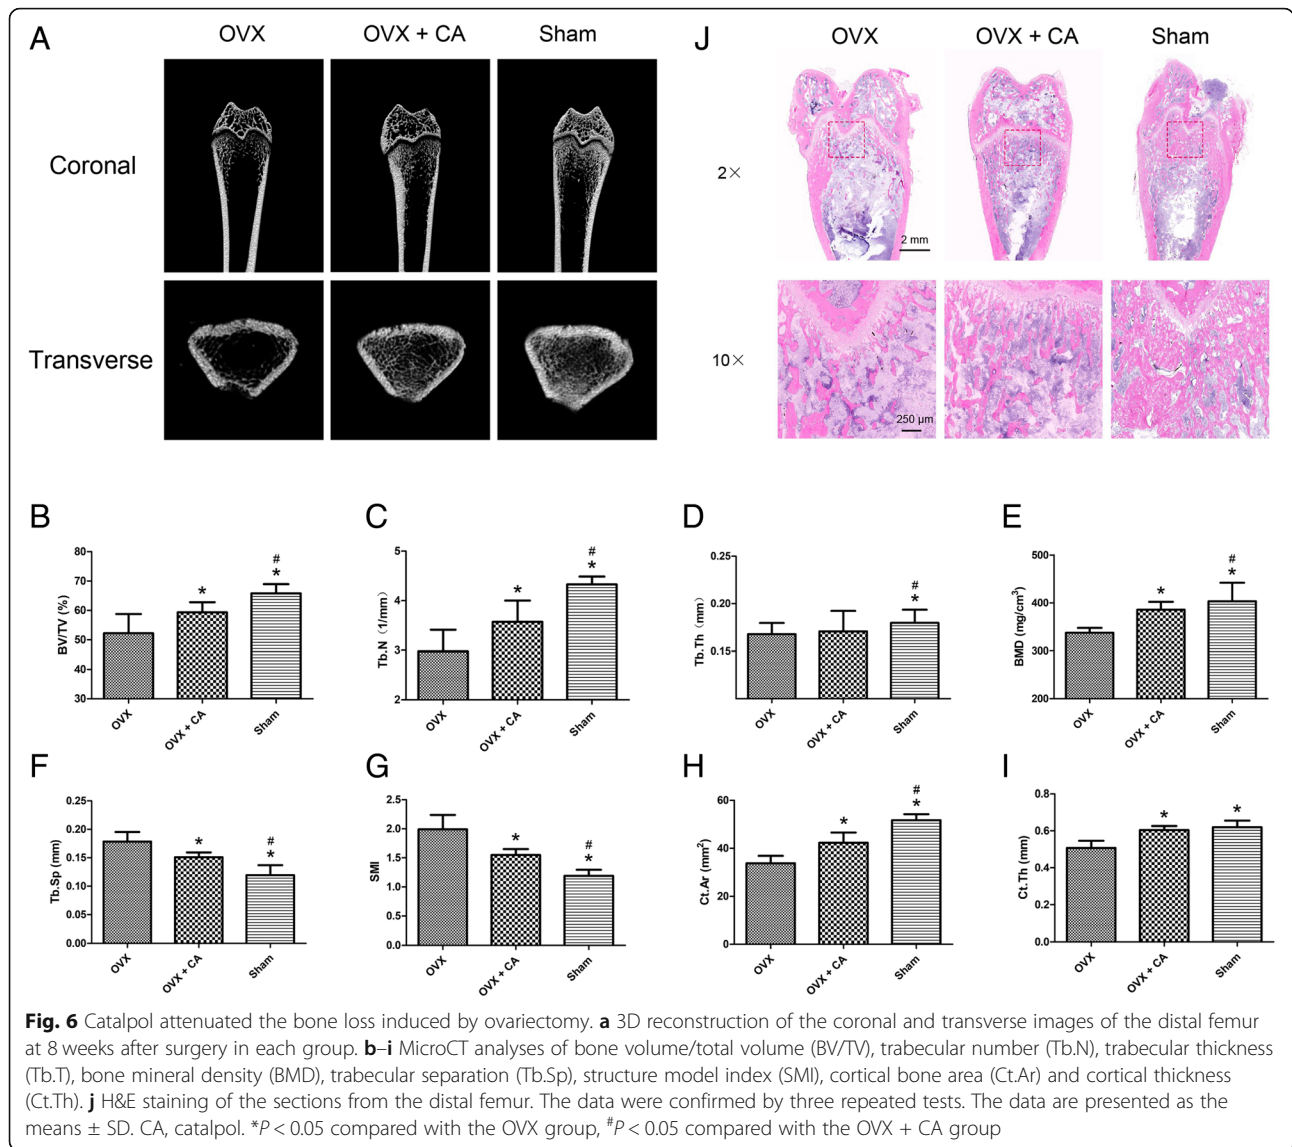 A
OVX
OVX + CA
Sham
Coronal
Transverse
J
OVX
OVX + CA
Sham
2×
2 mm
10×
250 µm
B
BV/TV (%)
80
70
60
50
40
30
*
#
*
OVX
OVX + CA
Sham
C
Tb.N (1/mm)
5
4
3
2
*
#
*
OVX
OVX + CA
Sham
D
Tb.Th (mm)
0.25
0.20
0.15
#
*
OVX
OVX + CA
Sham
E
BMD (mg/cm³)
500
400
300
200
*
#
*
OVX
OVX + CA
Sham
F
Tb.Sp (mm)
0.25
0.20
0.15
0.10
0.05
0.00
*
#
*
OVX
OVX + CA
Sham
G
SMI
2.5
2.0
1.5
1.0
0.5
0.0
*
#
*
OVX
OVX + CA
Sham
H
Ct.Ar (mm²)
60
40
20
0
*
#
*
OVX
OVX + CA
Sham
I
Ct.Th (mm)
0.8
0.6
0.4
0.2
0.0
*
*
OVX
OVX + CA
Sham
Fig. 6 Catalpol attenuated the bone loss induced by ovariectomy. a 3D reconstruction of the coronal and transverse images of the distal femur
at 8 weeks after surgery in each group. b–i MicroCT analyses of bone volume/total volume (BV/TV), trabecular number (Tb.N), trabecular thickness
(Tb.T), bone mineral density (BMD), trabecular separation (Tb.Sp), structure model index (SMI), cortical bone area (Ct.Ar) and cortical thickness
(Ct.Th). j H&E staining of the sections from the distal femur. The data were confirmed by three repeated tests. The data are presented as the
means ± SD. CA, catalpol. *P < 0.05 compared with the OVX group, #P < 0.05 compared with the OVX + CA group